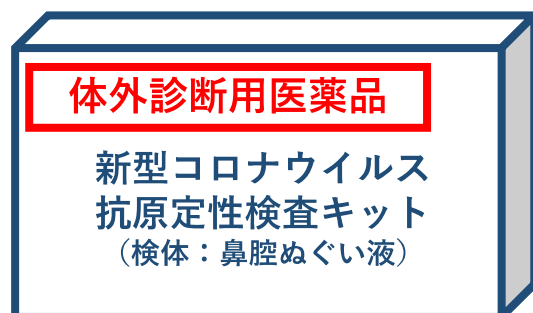 体外診断用医薬品
新型コロナウイルス
抗原定性検査キット
（検体：鼻腔ぬぐい液）